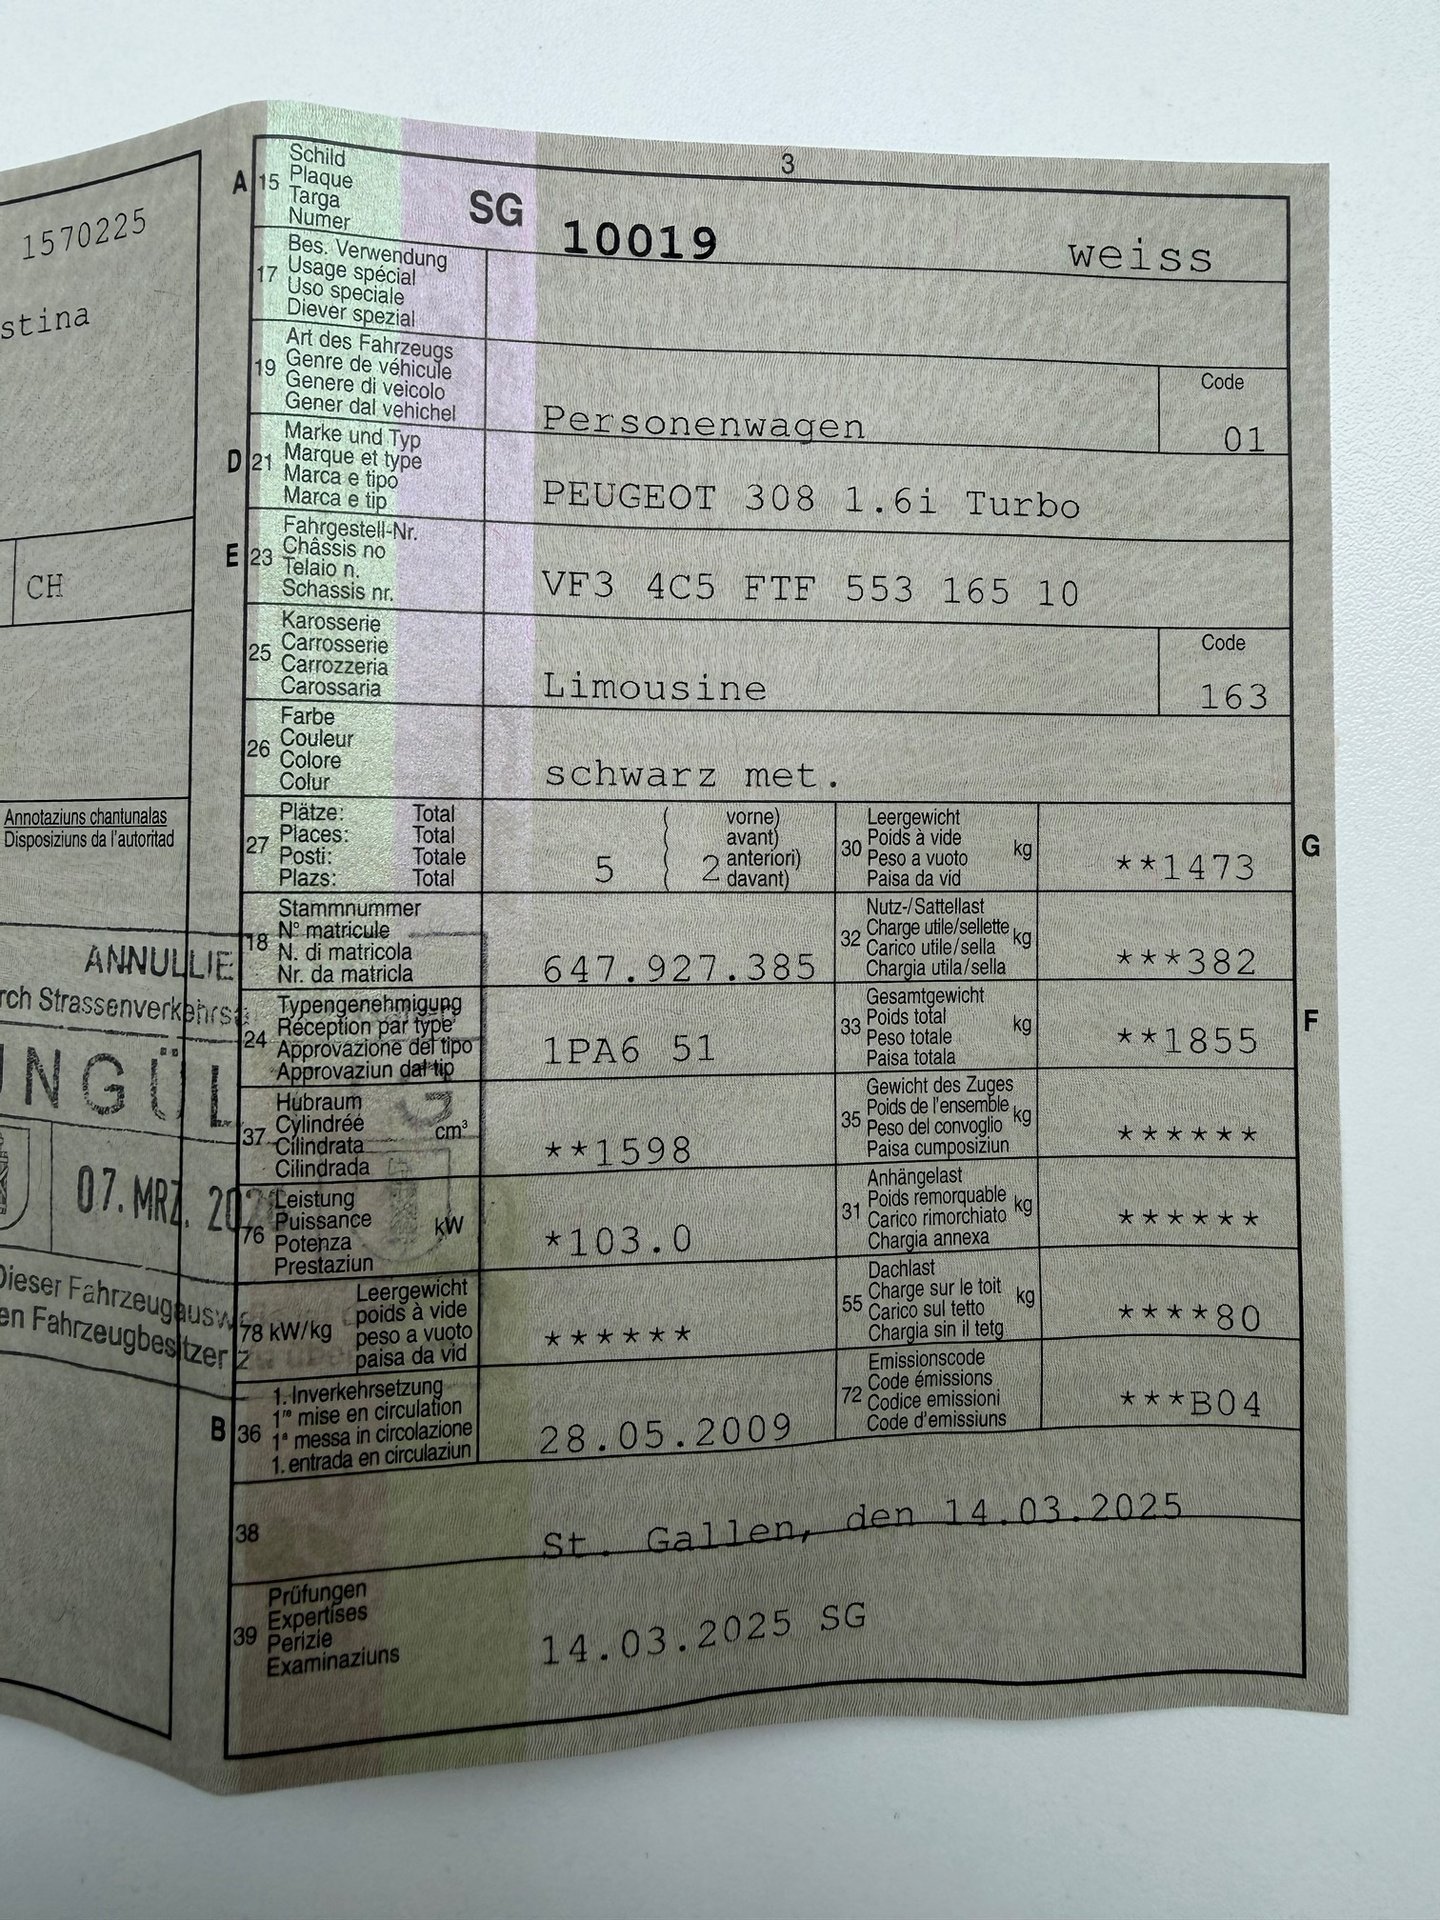 1570225
stina
CH
Annotaziuns chantunalas
Disposiziuns da l'autoritad
ANNULLIE
rch Strassenverkehrs
UNGÜL G
07. MRZ. 202
Dieser Fahrzeugausw
en Fahrzeugbesitzer z
3
A 15 Schild
Plaque
Targa
Numer
SG 10019 weiss
17 Bes. Verwendung
Usage spécial
Uso speciale
Diever spezial
19 Art des Fahrzeugs
Genre de véhicule
Genere di veicolo
Gener dal vehichel
Personenwagen
Code
01
D 21 Marke und Typ
Marque et type
Marca e tipo
Marca e tip
PEUGEOT 308 1.6i Turbo
E 23 Fahrgestell-Nr.
Châssis no
Telaio n.
Schassis nr.
VF3 4C5 FTF 553 165 10
25 Karosserie
Carrosserie
Carrozzeria
Carossaria
Limousine
Code
163
26 Farbe
Couleur
Colore
Colur
schwarz met.
27 Plätze: Total
Places: Total
Posti: Totale
Plazs: Total
5 ( 2 vorne)
( avant)
( anteriori)
( davant)
30 Leergewicht
Poids à vide
Peso a vuoto
Paisa da vid
kg
**1473
G
18 Stammnummer
N° matricule
N. di matricola
Nr. da matricla
647.927.385
32 Nutz-/Sattellast
Charge utile/sellette
Carico utile/sella
Chargia utila/sella
kg
***382
24 Typengenehmigung
Réception par type
Approvazione del tipo
Approvaziun dal tip
1PA6 51
33 Gesamtgewicht
Poids total
Peso totale
Paisa totala
kg
**1855
F
37 Hubraum
Cylindréé
Cilindrata
Cilindrada
cm³
**1598
35 Gewicht des Zuges
Poids de l'ensemble
Peso del convoglio
Paisa cumposiziun
kg
******
76 Leistung
Puissance
Potenza
Prestaziun
kW
*103.0
31 Anhängelast
Poids remorquable
Carico rimorchiato
Chargia annexa
kg
******
78 kW/kg Leergewicht
poids à vide
peso a vuoto
paisa da vid
******
55 Dachlast
Charge sur le toit
Carico sul tetto
Chargia sin il tetg
kg
****80
B 36 1. Inverkehrsetzung
1re mise en circulation
1a messa in circolazione
1. entrada en circulaziun
28.05.2009
72 Emissionscode
Code émissions
Codice emissioni
Code d'emissiuns
***B04
38
St. Gallen, den 14.03.2025
39 Prüfungen
Expertises
Perizie
Examinaziuns
14.03.2025 SG